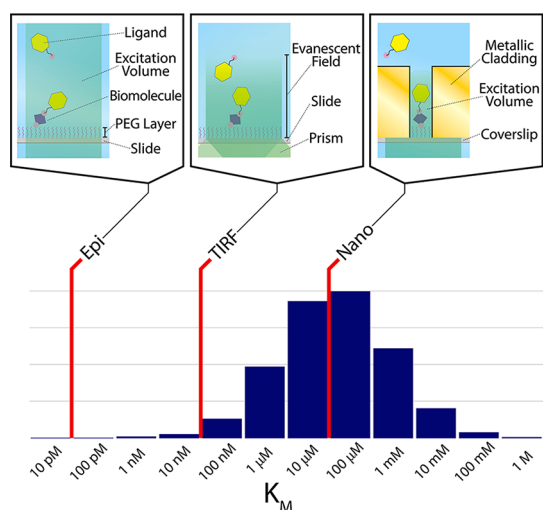 Ligand
Excitation
Volume
Biomolecule
PEG Layer
Slide
Evanescent
Field
Slide
Prism
Metallic
Cladding
Excitation
Volume
Coverslip
Epi
TIRF
Nano
10 pM
100 pM
1 nM
10 nM
100 nM
1 µM
10 µM
100 µM
1 mM
10 mM
100 mM
1 M
KM